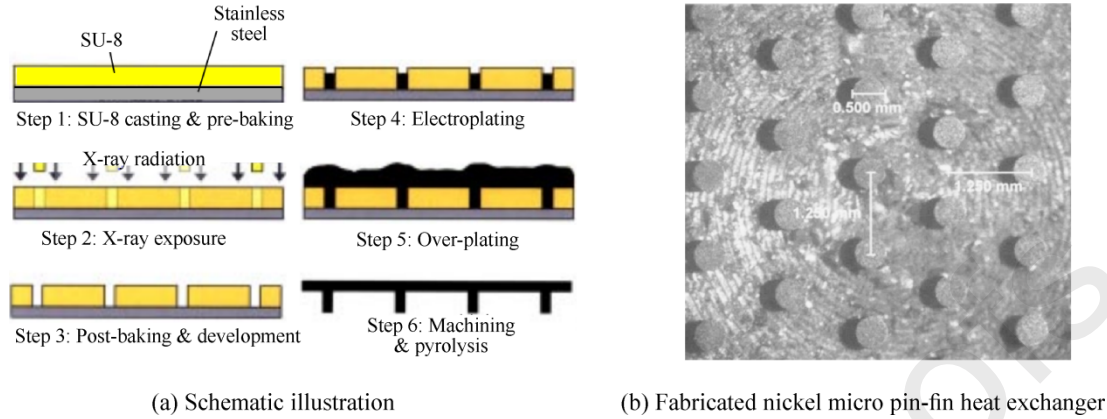 SU-8
Stainless
steel
Step 1: SU-8 casting & pre-baking
Step 4: Electroplating
X-ray radiation
Step 2: X-ray exposure
Step 5: Over-plating
Step 3: Post-baking & development
Step 6: Machining
& pyrolysis
(a) Schematic illustration
0.500 mm
1.250 mm
1.250 mm
(b) Fabricated nickel micro pin-fin heat exchanger